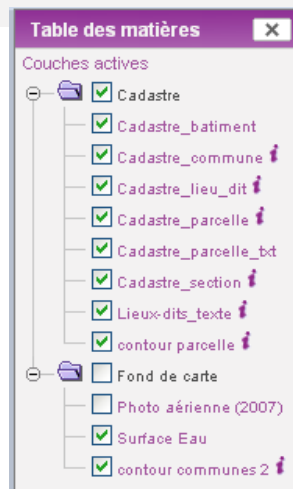 Table des matières
Couches actives
Cadastre
Cadastre_batiment
Cadastre_commune
Cadastre_lieu_dit
Cadastre_parcelle
Cadastre_parcelle_txt
Cadastre_section
Lieux-dits_texte
contour parcelle
Fond de carte
Photo aérienne (2007)
Surface Eau
contour communes 2